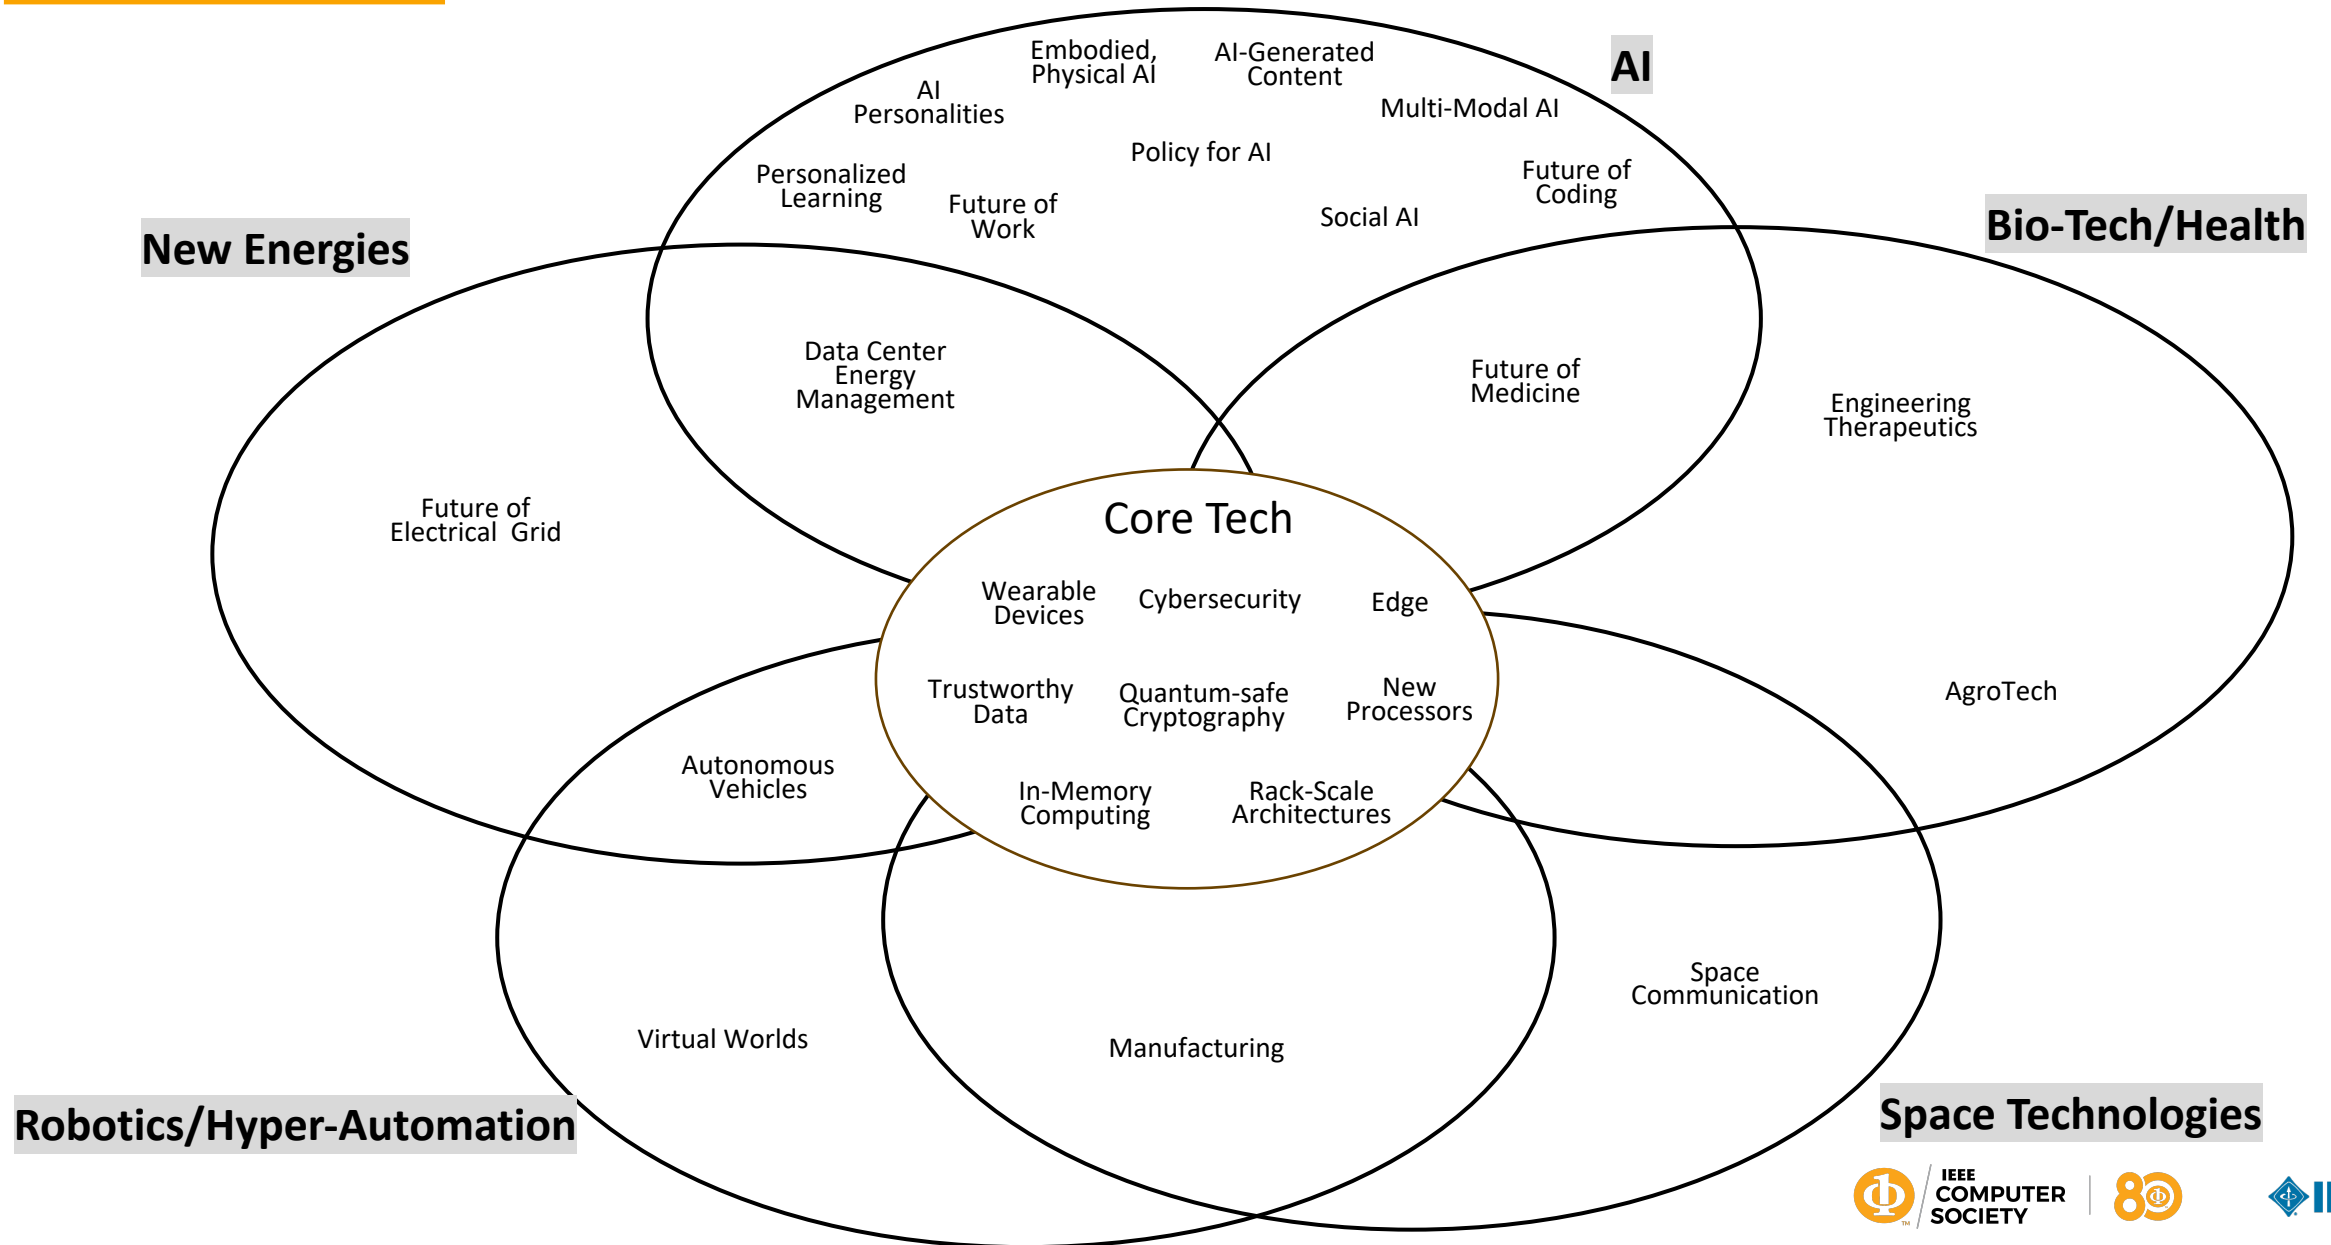 Embodied,
Physical AI
AI-Generated
Content
AI
AI
Personalities
Multi-Modal AI
Policy for AI
Personalized
Learning
Future of
Coding
Future of
Work
Social AI
New Energies
Bio-Tech/Health
Data Center
Energy
Management
Future of
Medicine
Engineering
Therapeutics
Future of
Electrical Grid
Core Tech
Wearable
Devices
Cybersecurity
Edge
Trustworthy
Data
Quantum-safe
Cryptography
New
Processors
AgroTech
Autonomous
Vehicles
In-Memory
Computing
Rack-Scale
Architectures
Space
Communication
Virtual Worlds
Manufacturing
Robotics/Hyper-Automation
Space Technologies
IEEE
COMPUTER
SOCIETY
TM
80